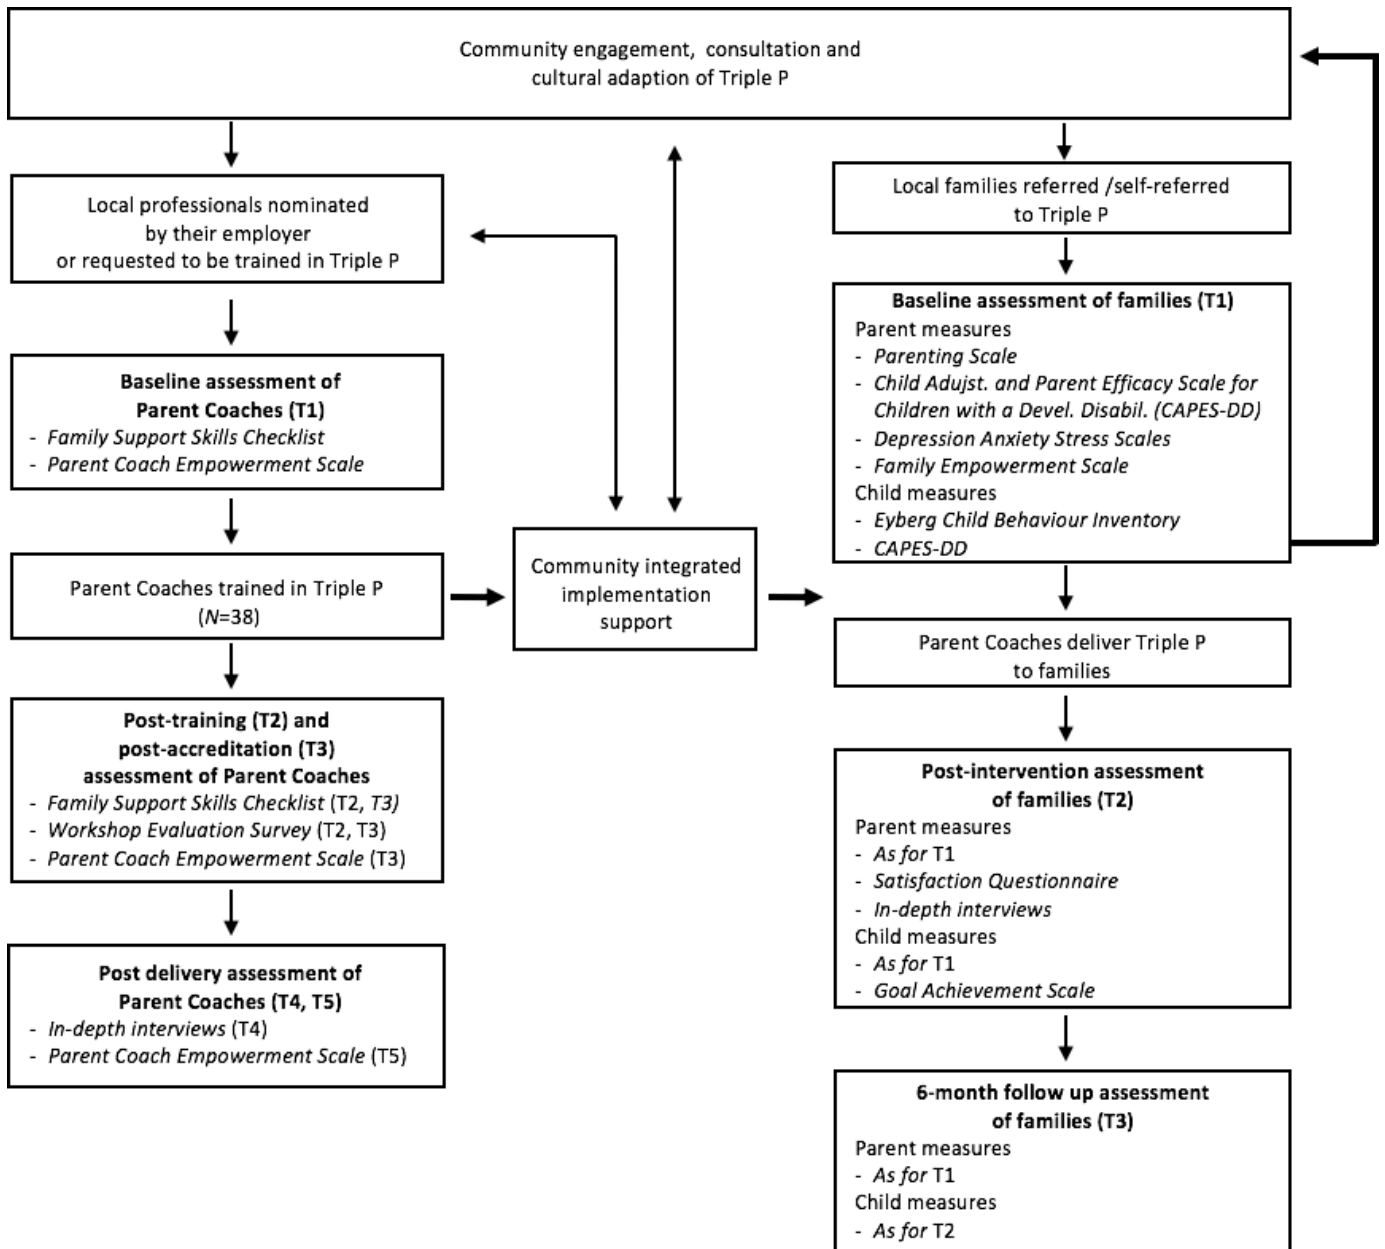 Community engagement, consultation and
cultural adaption of Triple P
Local professionals nominated
by their employer
or requested to be trained in Triple P
Baseline assessment of
Parent Coaches (T1)
- Family Support Skills Checklist
- Parent Coach Empowerment Scale
Parent Coaches trained in Triple P
(N=38)
Post-training (T2) and
post-accreditation (T3)
assessment of Parent Coaches
- Family Support Skills Checklist (T2, T3)
- Workshop Evaluation Survey (T2, T3)
- Parent Coach Empowerment Scale (T3)
Post delivery assessment of
Parent Coaches (T4, T5)
- In-depth interviews (T4)
- Parent Coach Empowerment Scale (T5)
Community integrated
implementation
support
Local families referred /self-referred
to Triple P
Baseline assessment of families (T1)
Parent measures
- Parenting Scale
- Child Adujst. and Parent Efficacy Scale for
Children with a Devel. Disabil. (CAPES-DD)
- Depression Anxiety Stress Scales
- Family Empowerment Scale
Child measures
- Eyberg Child Behaviour Inventory
- CAPES-DD
Parent Coaches deliver Triple P
to families
Post-intervention assessment
of families (T2)
Parent measures
- As for T1
- Satisfaction Questionnaire
- In-depth interviews
Child measures
- As for T1
- Goal Achievement Scale
6-month follow up assessment
of families (T3)
Parent measures
- As for T1
Child measures
- As for T2